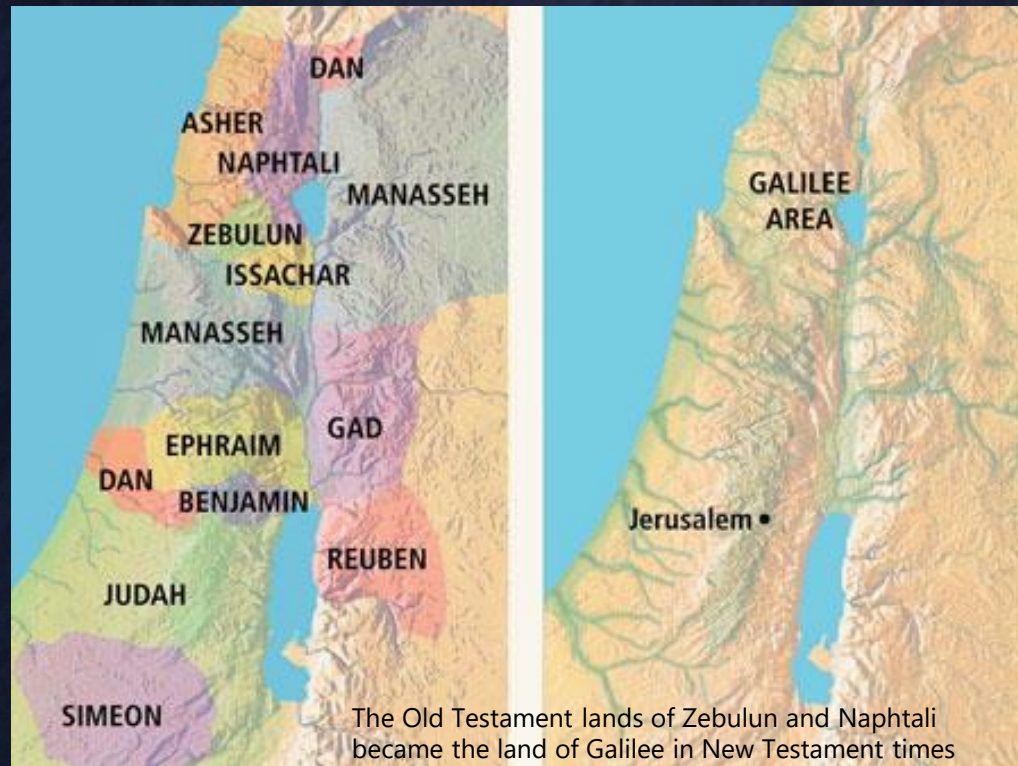 DAN
ASHER
NAPHTALI
MANASSEH
ZEBULUN
ISSACHAR
MANASSEH
GAD
EPHRAIM
DAN
BENJAMIN
REUBEN
JUDAH
SIMEON
GALILEE
AREA
Jerusalem
The Old Testament lands of Zebulun and Naphtali
became the land of Galilee in New Testament times